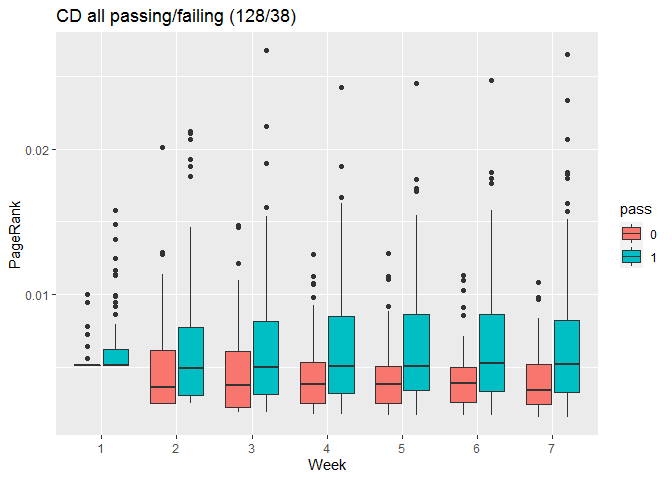 CD all passing/failing (128/38)
0.02
0.01
PageRank
1 2 3 4 5 6 7
Week
pass
0
1